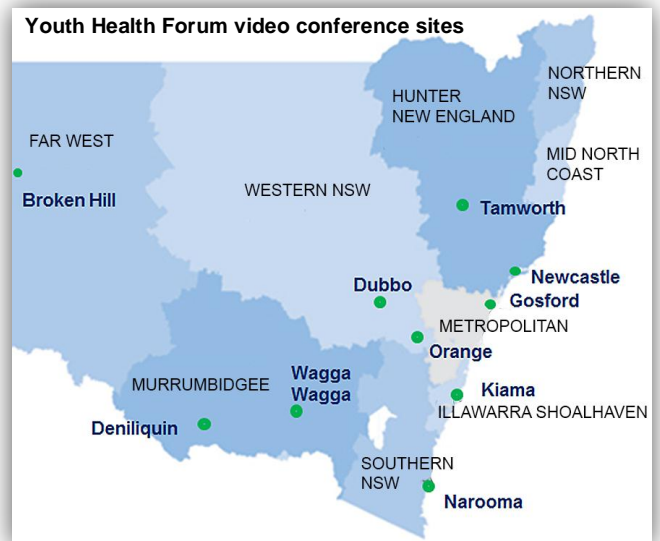 Youth Health Forum video conference sites
NORTHERN
NSW
HUNTER
NEW ENGLAND
FAR WEST
MID NORTH
COAST
WESTERN NSW
Broken Hill
Tamworth
Newcastle
Dubbo
Gosford
METROPOLITAN
Orange
Wagga
Wagga
MURRUMBIDGEE
Kiama
ILLAWARRA SHOALHAVEN
Deniliquin
SOUTHERN
NSW
Narooma